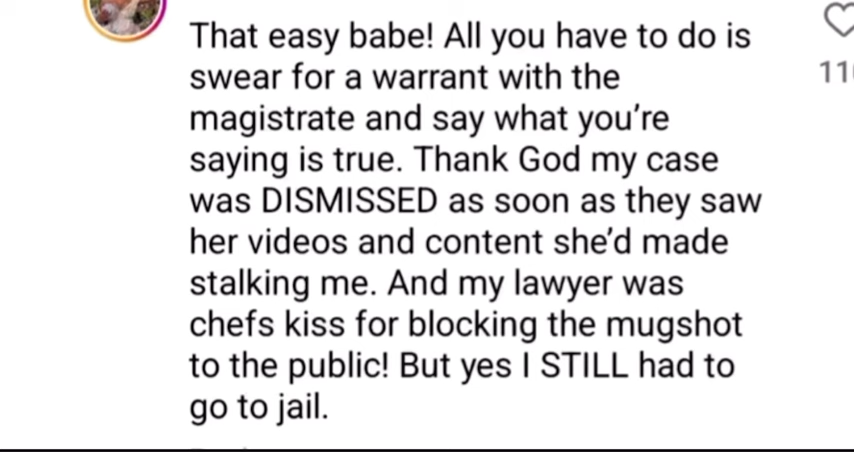 That easy babe! All you have to do is
swear for a warrant with the
magistrate and say what you’re
saying is true. Thank God my case
was DISMISSED as soon as they saw
her videos and content she’d made
stalking me. And my lawyer was
chefs kiss for blocking the mugshot
to the public! But yes I STILL had to
go to jail.